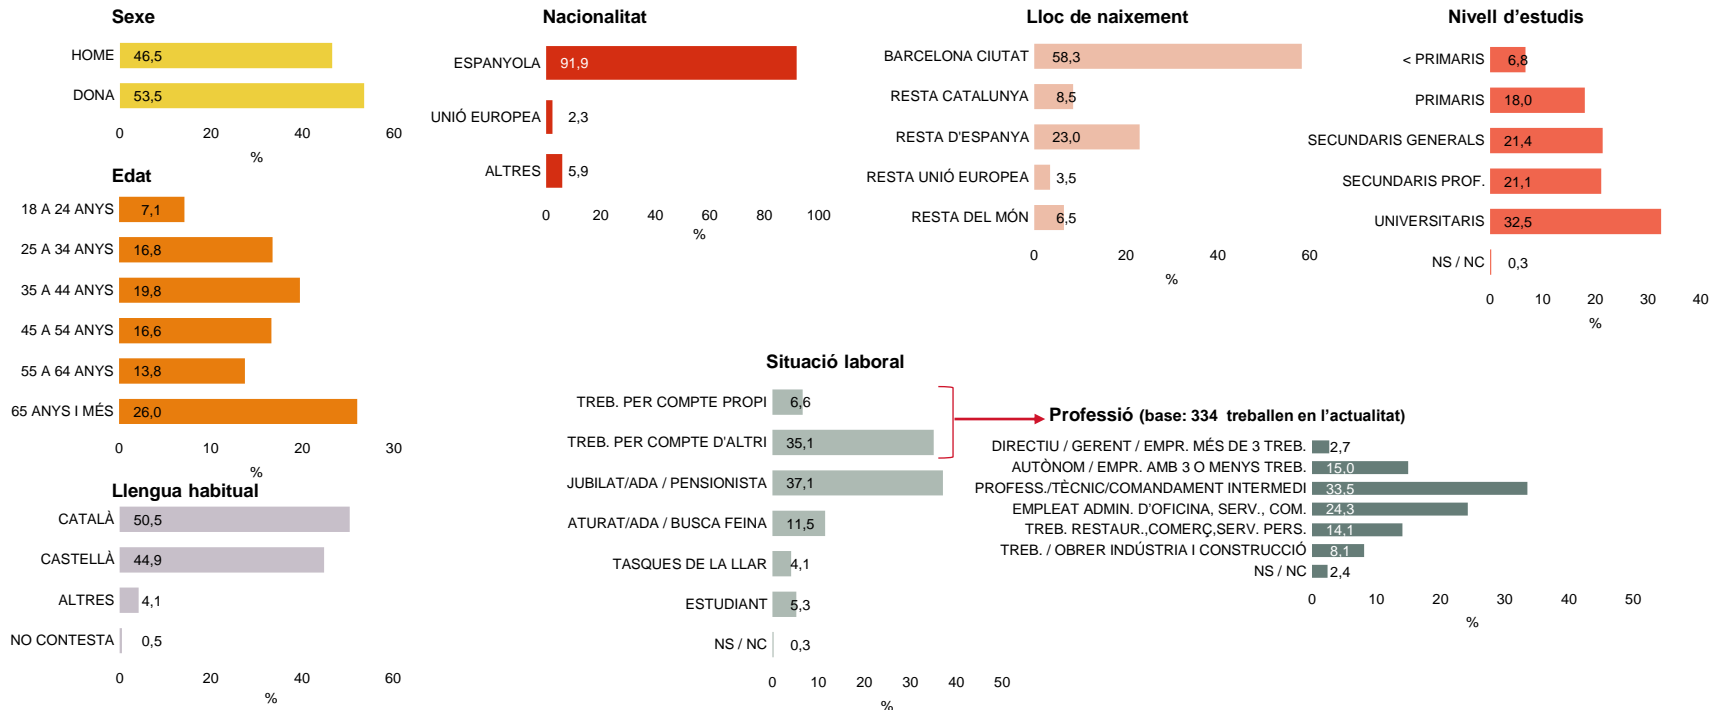 Sexe
HOME 46,5
DONA 53,5
0 20 40 60
%
Edat
18 A 24 ANYS 7,1
25 A 34 ANYS 16,8
35 A 44 ANYS 19,8
45 A 54 ANYS 16,6
55 A 64 ANYS 13,8
65 ANYS I MÉS 26,0
0 10 20 30
%
Llengua habitual
CATALÀ 50,5
CASTELLÀ 44,9
ALTRES 4,1
NO CONTESTA 0,5
0 20 40 60
%
Nacionalitat
ESPANYOLA 91,9
UNIÓ EUROPEA 2,3
ALTRES 5,9
0 20 40 60 80 100
%
Lloc de naixement
BARCELONA CIUTAT 58,3
RESTA CATALUNYA 8,5
RESTA D'ESPANYA 23,0
RESTA UNIÓ EUROPEA 3,5
RESTA DEL MÓN 6,5
0 20 40 60
%
Nivell d'estudis
< PRIMARIS 6,8
PRIMARIS 18,0
SECUNDARIS GENERALS 21,4
SECUNDARIS PROF. 21,1
UNIVERSITARIS 32,5
NS / NC 0,3
0 10 20 30 40
%
Situació laboral
TREB. PER COMPTE PROPI 6,6
TREB. PER COMPTE D'ALTRI 35,1
JUBILAT/ADA / PENSIONISTA 37,1
ATURAT/ADA / BUSCA FEINA 11,5
TASQUES DE LA LLAR 4,1
ESTUDIANT 5,3
NS / NC 0,3
0 10 20 30 40 50
%
Professió (base: 334 treballen en l'actualitat)
DIRECTIU / GERENT / EMPR. MÉS DE 3 TREB. 2,7
AUTÒNOM / EMPR. AMB 3 O MENYS TREB. 15,0
PROFESS./TÈCNIC/COMANDAMENT INTERMEDI 33,5
EMPLEAT ADMIN. D'OFICINA, SERV., COM. 24,3
TREB. RESTAUR.,COMERÇ,SERV. PERS. 14,1
TREB. / OBRER INDÚSTRIA I CONSTRUCCIÓ 8,1
NS / NC 2,4
0 10 20 30 40 50
%